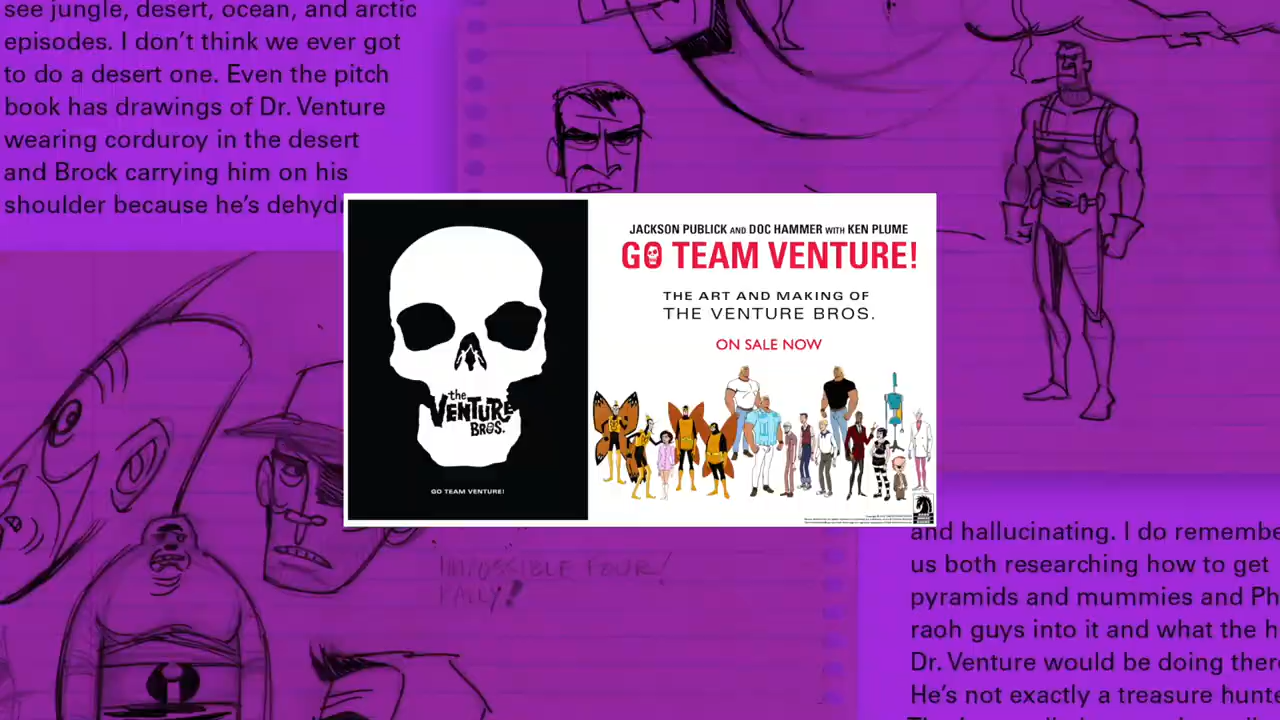 see jungle, desert, ocean, and arctic
episodes. I don't think we ever got
to do a desert one. Even the pitch
book has drawings of Dr. Venture
wearing corduroy in the desert
and Brock carrying him on his
shoulder because he's dehyd
JACKSON PUBLICK AND DOC HAMMER WITH KEN PLUME
GO TEAM VENTURE!
THE ART AND MAKING OF
THE VENTURE BROS.
ON SALE NOW
the
VENTURE
BROS.
GO TEAM VENTURE!
and hallucinating. I do remembe
us both researching how to get
pyramids and mummies and Ph
raoh guys into it and what the h
Dr. Venture would be doing there
He's not exactly a treasure hunte
IMPOSSIBLE FOUR!